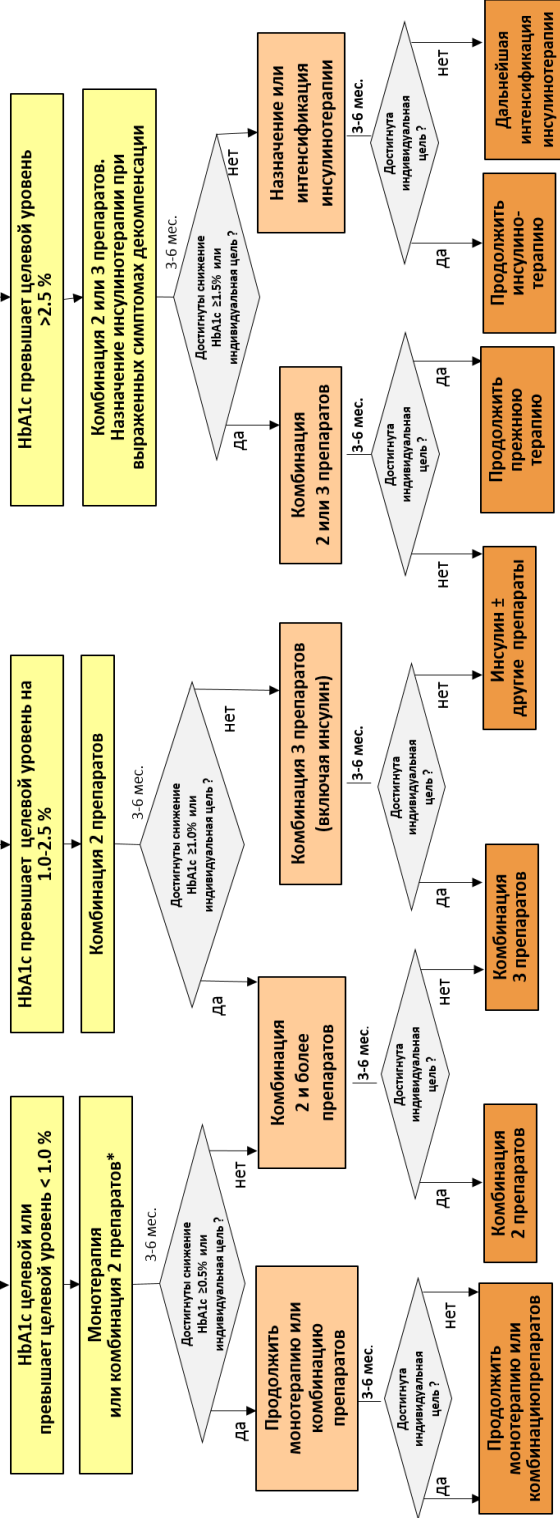 HbA1c целевой или
превышает целевой уровень < 1.0 %
HbA1c превышает  целевой уровень на
1.0-2.5 %
HbA1c превышает целевой уровень
>2.5 %
Монотерапия
или комбинация 2 препаратов*
Комбинация 2 препаратов
Комбинация 2 или 3 препаратов.
Назначение инсулинотерапии при
выраженных симптомах декомпенсации
3-6 мес.
3-6 мес.
3-6 мес.
Достигнуты снижение
HbA1c ≥0.5%  или
индивидуальная цель ?
Достигнуты снижение
HbA1c ≥1.0%  или
индивидуальная цель ?
Достигнуты снижение
HbA1c ≥1.5%  или
индивидуальная цель ?
да
нет
да
нет
да
нет
Продолжить
монотерапию или
комбинацию
препаратов
Комбинация
2 и более
препаратов
Комбинация 3 препаратов
(включая инсулин)
Комбинация
2 или 3 препаратов
Назначение или
интенсификация
инсулинотерапии
3-6 мес.
3-6 мес.
3-6 мес.
3-6 мес.
3-6 мес.
Достигнута
индивидуальная
цель ?
Достигнута
индивидуальная
цель ?
Достигнута
индивидуальная
цель ?
Достигнута
индивидуальная
цель ?
Достигнута
индивидуальная
цель ?
да
нет
да
нет
да
нет
нет
да
да
нет
Продолжить
монотерапию или
комбинациюпрепаратов
Комбинация
2 препаратов
Комбинация
3 препаратов
Инсулин ±
другие  препараты
Продолжить
прежнюю
терапию
Продолжить
инсулино-
терапию
Дальнейшая
интенсификация
инсулинотерапии